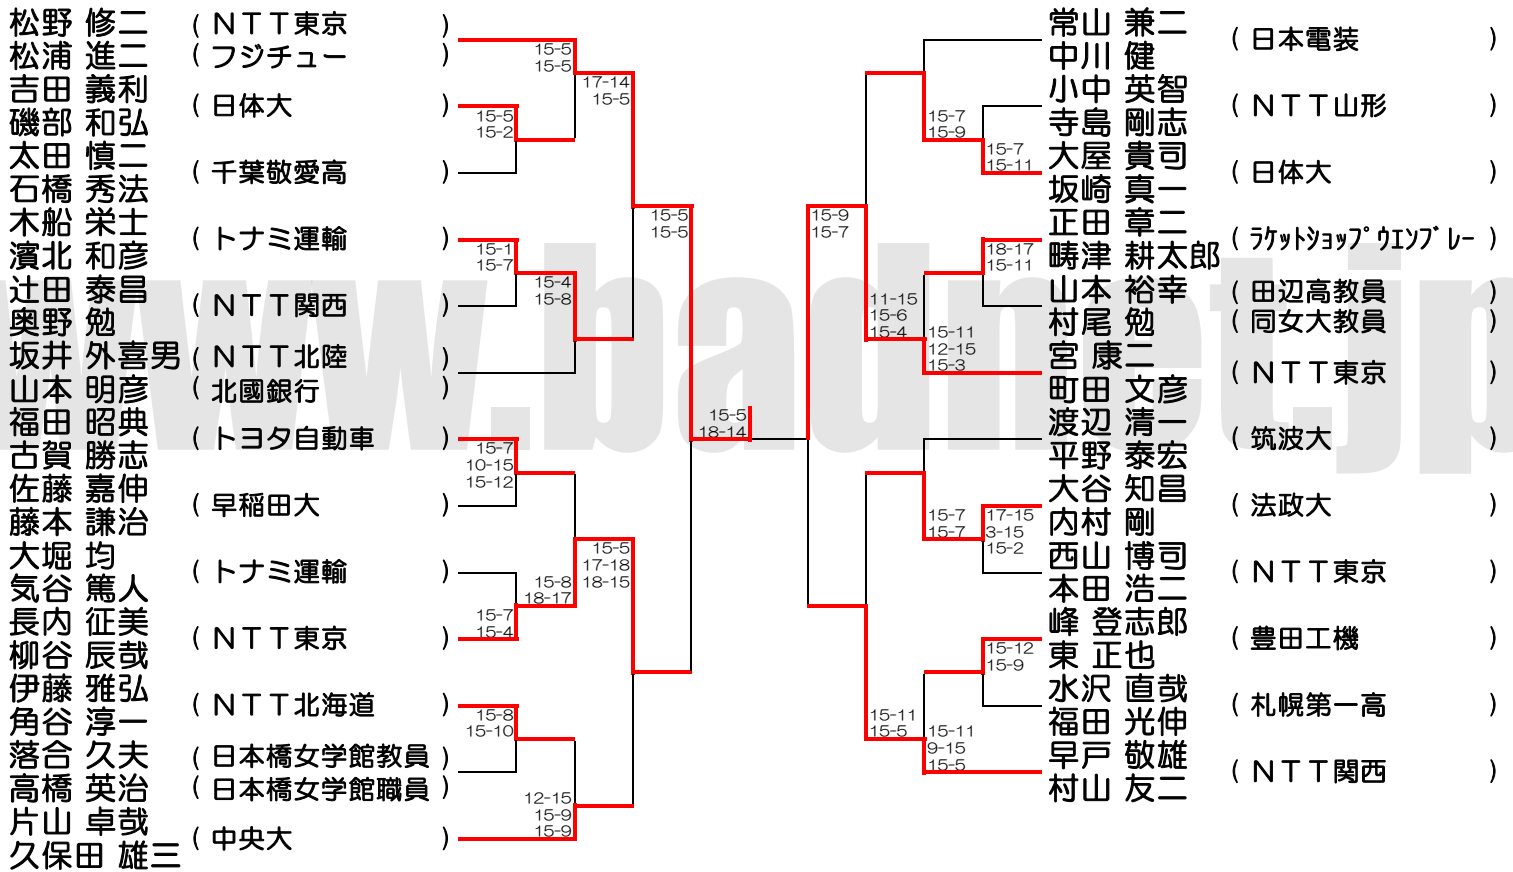 松野 修二 (ＮＴＴ東京)
松浦 進二 (フジチュー)
吉田 義利 (日体大)
磯部 和弘
太田 慎二 (千葉敬愛高)
石橋 秀法
木船 栄士 (トナミ運輸)
濱北 和彦
辻田 泰昌 (ＮＴＴ関西)
奥野 勉
坂井 外喜男 (ＮＴＴ北陸)
山本 明彦 (北國銀行)
福田 昭典 (トヨタ自動車)
古賀 勝志
佐藤 嘉伸 (早稲田大)
藤本 謙治
大堀 均 (トナミ運輸)
気谷 篤人
長内 征美 (ＮＴＴ東京)
柳谷 辰哉
伊藤 雅弘 (ＮＴＴ北海道)
角谷 淳一
落合 久夫 (日本橋女学館教員)
高橋 英治 (日本橋女学館職員)
片山 卓哉 (中央大)
久保田 雄三
15-5
15-5
17-14
15-5
15-5
15-2
15-5
15-5
15-1
15-7
15-4
15-8
15-5
18-14
15-7
10-15
15-12
15-5
17-18
18-15
15-8
18-17
15-7
15-4
15-8
15-10
12-15
15-9
15-9
常山 兼二 (日本電装)
中川 健
小中 英智 (ＮＴＴ山形)
寺島 剛志
大屋 貴司 (日体大)
坂崎 真一
正田 章二 (ﾗｹｯﾄｼｮｯﾌﾟｳｴﾝﾌﾞﾚｰ)
畴津 耕太郎
山本 裕幸 (田辺高教員)
村尾 勉 (同女大教員)
宮 康二 (ＮＴＴ東京)
町田 文彦
渡辺 清一 (筑波大)
平野 泰宏
大谷 知昌 (法政大)
内村 剛
西山 博司 (ＮＴＴ東京)
本田 浩二
峰 登志郎 (豊田工機)
東 正也
水沢 直哉 (札幌第一高)
福田 光伸
早戸 敬雄 (ＮＴＴ関西)
村山 友二
15-7
15-9
15-7
15-11
15-9
15-7
18-17
15-11
11-15
15-6
15-4
15-11
12-15
15-3
15-7
15-7
17-15
3-15
15-2
15-12
15-9
15-11
15-5
15-11
9-15
15-5
www.badnet.jp